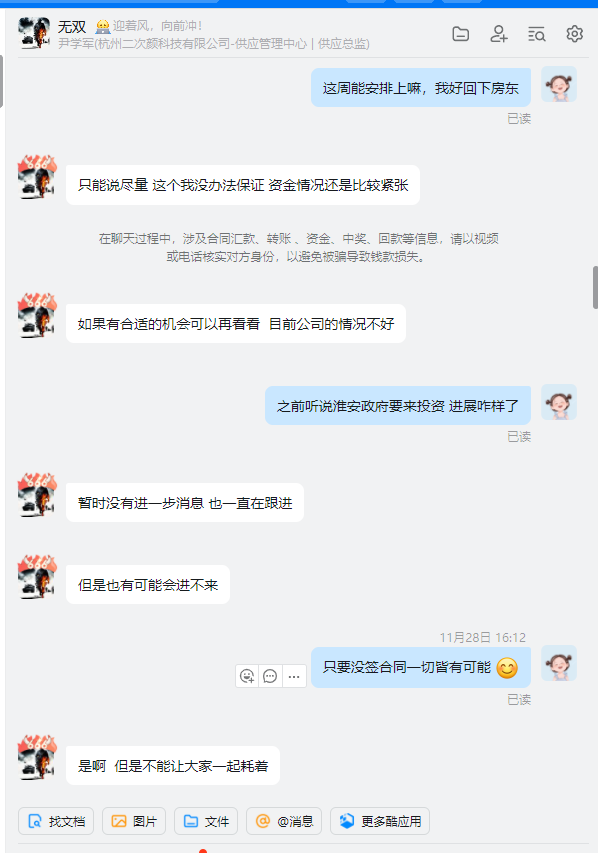 无双 迎着风，向前冲！
尹学军(杭州二次颜科技有限公司-供应管理中心 | 供应总监)
这周能安排上嘛，我好回下房东
已读
只能说尽量 这个我没办法保证 资金情况还是比较紧张
在聊天过程中，涉及合同汇款、转账 、资金、中奖、回款等信息，请以视频
或电话核实对方身份，以避免被骗导致钱款损失。
如果有合适的机会可以再看看 目前公司的情况不好
之前听说淮安政府要来投资 进展咋样了
已读
暂时没有进一步消息 也一直在跟进
但是也有可能会进不来
11月28日 16:12
只要没签合同一切皆有可能
已读
是啊 但是不能让大家一起耗着
找文档 图片 文件 @消息 更多酷应用